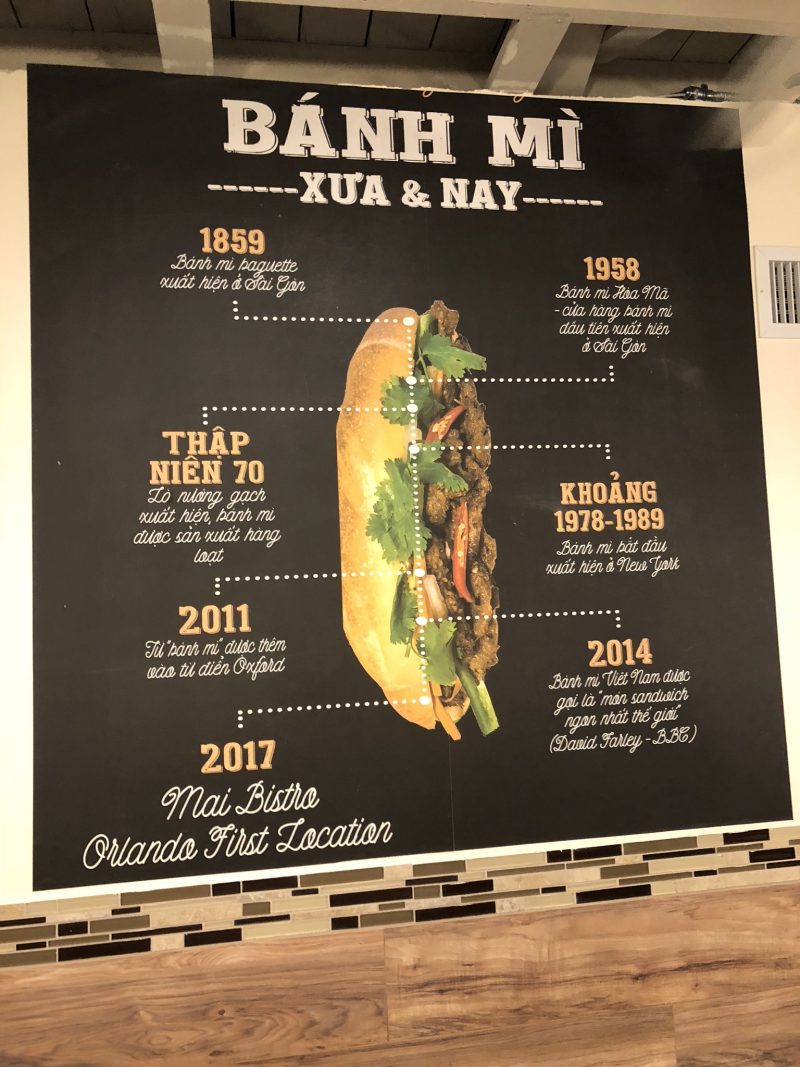 BÁNH MÌ
------XƯA & NAY------
1859
Bánh mì baguette
xuất hiện ở Sài Gòn
1958
Bánh mì Hòa Mã
- cửa hàng bánh mì
đầu tiên xuất hiện
ở Sài Gòn
THẬP
NIÊN 70
Lò nướng gạch
xuất hiện, bánh mì
được sản xuất hàng
loạt
KHOẢNG
1978-1989
Bánh mì bắt đầu
xuất hiện ở New York
2011
Từ "bánh mì" được thêm
vào từ điển Oxford
2014
Bánh mì Việt Nam được
gọi là "món sandwich
ngon nhất thế giới"
(David Farley - BBC)
2017
Mai Bistro
Orlando First Location